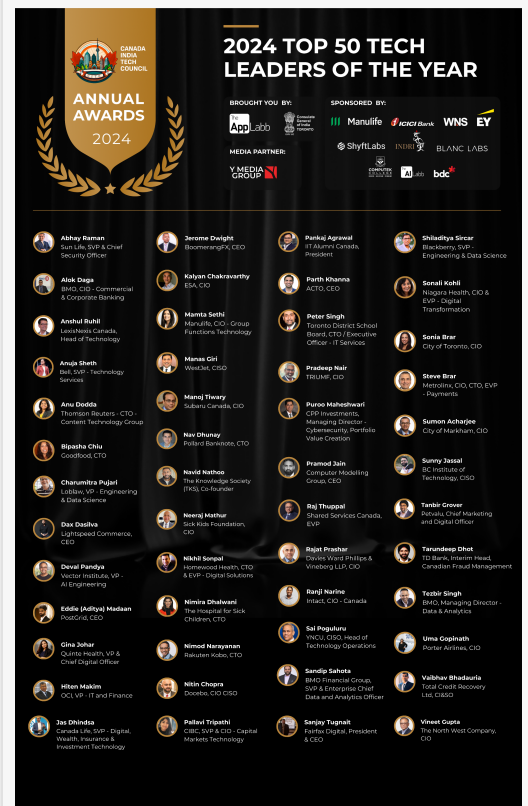 CANADA
INDIA
TECH
COUNCIL
ANNUAL
AWARDS
2024
2024 TOP 50 TECH
LEADERS OF THE YEAR
BROUGHT YOU BY:
The
AppLabb
Consulate
General
of India
TORONTO
MEDIA PARTNER:
Y MEDIA
GROUP
SPONSORED BY:
Manulife
ICICI Bank
WNS
EY
ShyftLabs
INDRI
BLANC LABS
COMPUTEK
COLLEGE
AI Labb
bdc
Abhay Raman
Sun Life, SVP & Chief
Security Officer
Alok Daga
BMO, CIO - Commercial
& Corporate Banking
Anshul Ruhil
LexisNexis Canada,
Head of Technology
Anuja Sheth
Bell, SVP - Technology
Services
Anu Dodda
Thomson Reuters - CTO -
Content Technology Group
Bipasha Chiu
Goodfood, CTO
Charumitra Pujari
Loblaw, VP - Engineering
& Data Science
Dax Dasilva
Lightspeed Commerce,
CEO
Deval Pandya
Vector Institute, VP -
AI Engineering
Eddie (Aditya) Madaan
PostGrid, CEO
Gina Johar
Quinte Health, VP &
Chief Digital Officer
Hiten Makim
OCI, VP - IT and Finance
Jas Dhindsa
Canada Life, SVP - Digital,
Wealth, Insurance &
Investment Technology
Jerome Dwight
BoomerangFX, CEO
Kalyan Chakravarthy
ESA, CIO
Mamta Sethi
Manulife, CIO - Group
Functions Technology
Manas Giri
WestJet, CISO
Manoj Tiwary
Subaru Canada, CIO
Nav Dhunay
Pollard Banknote, CTO
Navid Nathoo
The Knowledge Society
(TKS), Co-founder
Neeraj Mathur
Sick Kids Foundation,
CIO
Nikhil Sonpal
Homewood Health, CTO
& EVP - Digital Solutions
Nimira Dhalwani
The Hospital for Sick
Children, CTO
Nimod Narayanan
Rakuten Kobo, CTO
Nitin Chopra
Docebo, CIO CISO
Pallavi Tripathi
CIBC, SVP & CIO - Capital
Markets Technology
Pankaj Agrawal
IIT Alumni Canada,
President
Parth Khanna
ACTO, CEO
Peter Singh
Toronto District School
Board, CTO / Executive
Officer - IT Services
Pradeep Nair
TRIUMF, CIO
Puroo Maheshwari
CPP Investments,
Managing Director -
Cybersecurity, Portfolio
Value Creation
Pramod Jain
Computer Modelling
Group, CEO
Raj Thuppal
Shared Services Canada,
EVP
Rajat Prashar
Davies Ward Phillips &
Vineberg LLP, CIO
Ranji Narine
Intact, CIO - Canada
Sai Poguluru
YNCU, CISO, Head of
Technology Operations
Sandip Sahota
BMO Financial Group,
SVP & Enterprise Chief
Data and Analytics Officer
Sanjay Tugnait
Fairfax Digital, President
& CEO
Shiladitya Sircar
Blackberry, SVP -
Engineering & Data Science
Sonali Kohli
Niagara Health, CIO &
EVP - Digital
Transformation
Sonia Brar
City of Toronto, CIO
Steve Brar
Metrolinx, CIO, CTO, EVP
- Payments
Sumon Acharjee
City of Markham, CIO
Sunny Jassal
BC Institute of
Technology, CISO
Tanbir Grover
Petvalu, Chief Marketing
and Digital Officer
Tarundeep Dhot
TD Bank, Interim Head,
Canadian Fraud Management
Tezbir Singh
BMO, Managing Director -
Data & Analytics
Uma Gopinath
Porter Airlines, CIO
Vaibhav Bhadauria
Total Credit Recovery
Ltd, CI&SO
Vineet Gupta
The North West Company,
CIO